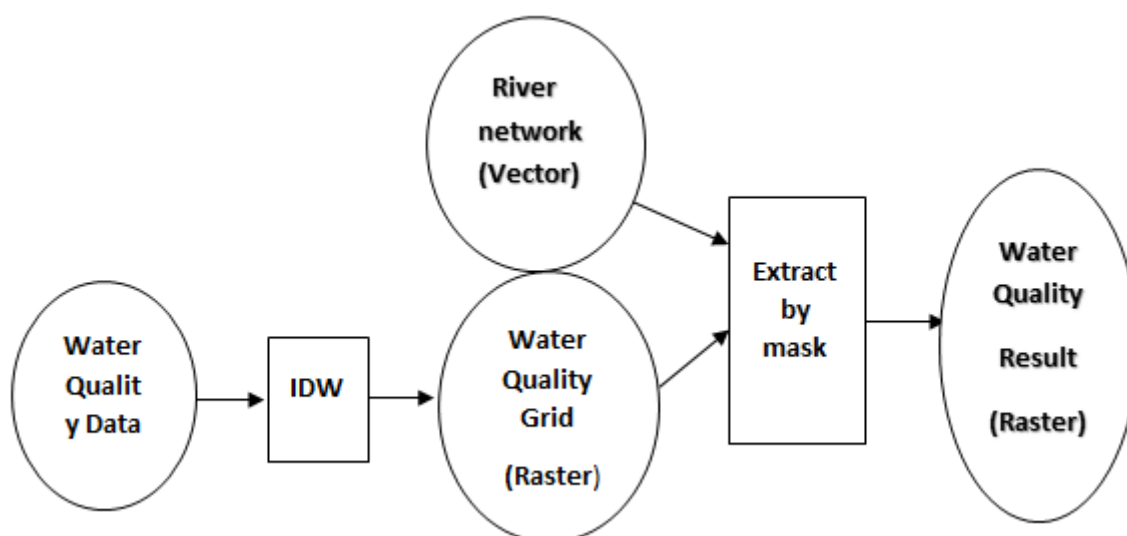 River
network
(Vector)
Water
Qualit
y Data
IDW
Water
Quality
Grid
(Raster)
Extract
by
mask
Water
Quality
Result
(Raster)